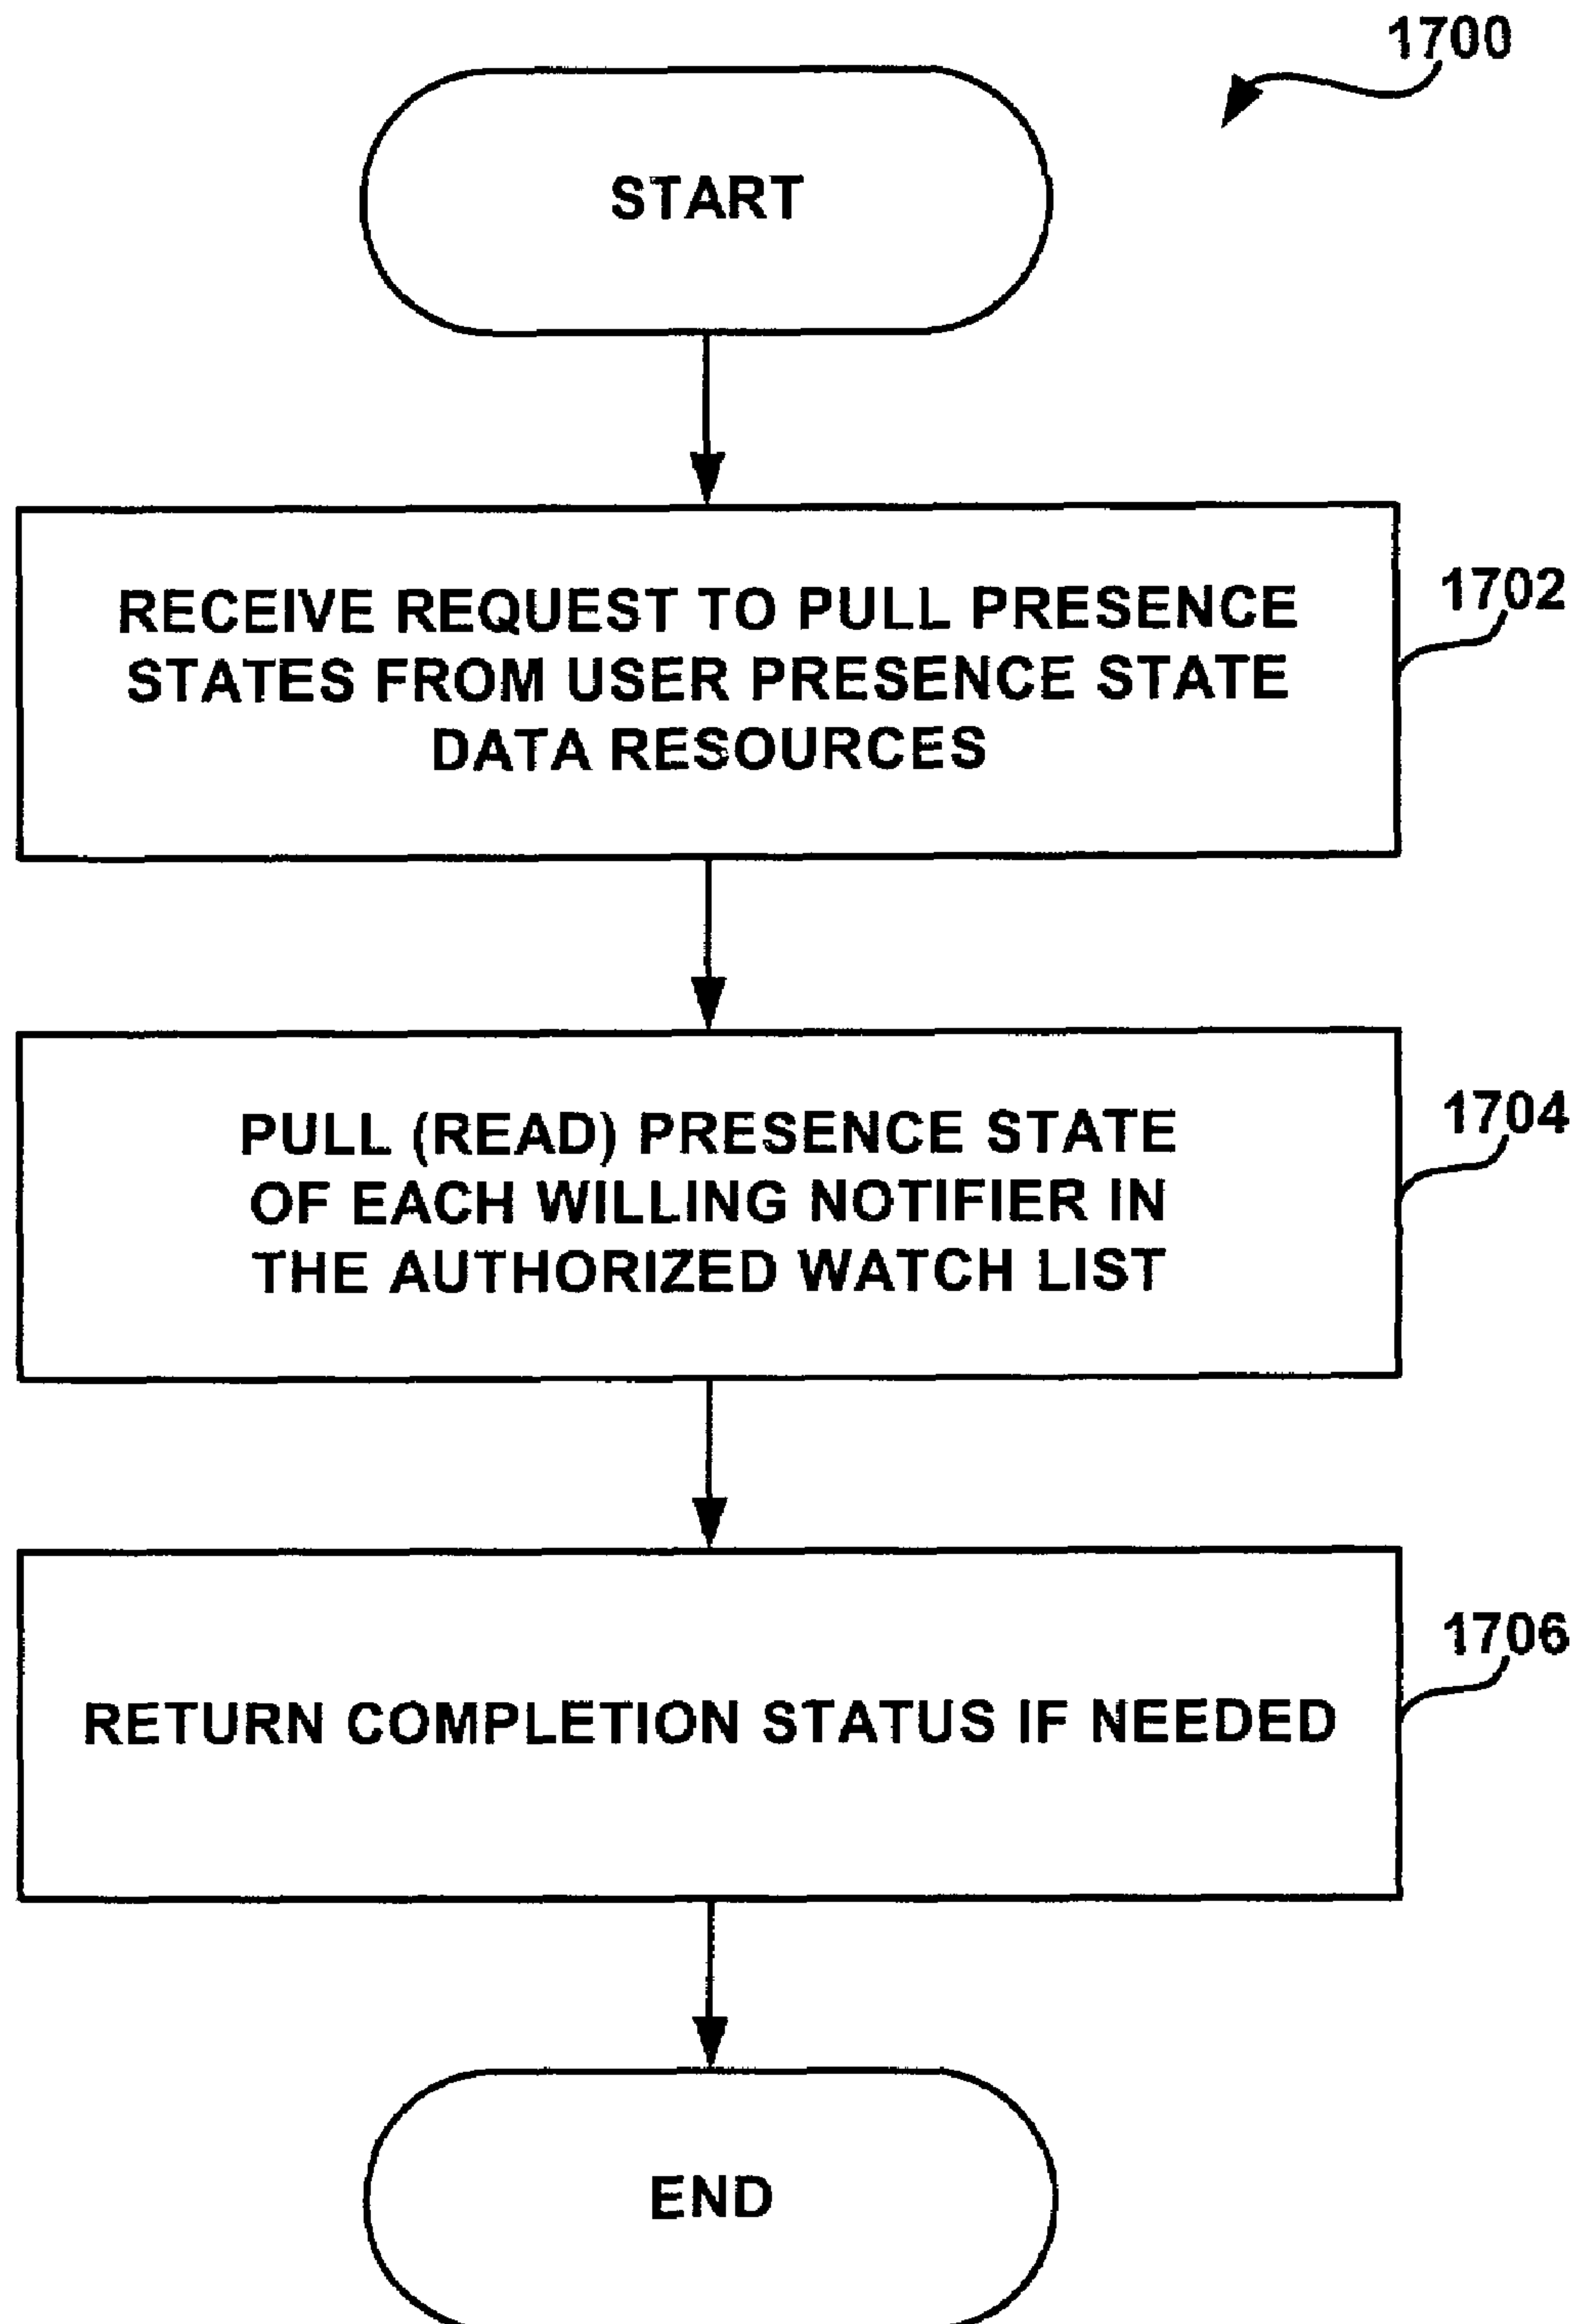 1700
START
RECEIVE REQUEST TO PULL PRESENCE
STATES FROM USER PRESENCE STATE
DATA RESOURCES
1702
PULL (READ) PRESENCE STATE
OF EACH WILLING NOTIFIER IN
THE AUTHORIZED WATCH LIST
1704
RETURN COMPLETION STATUS IF NEEDED
1706
END